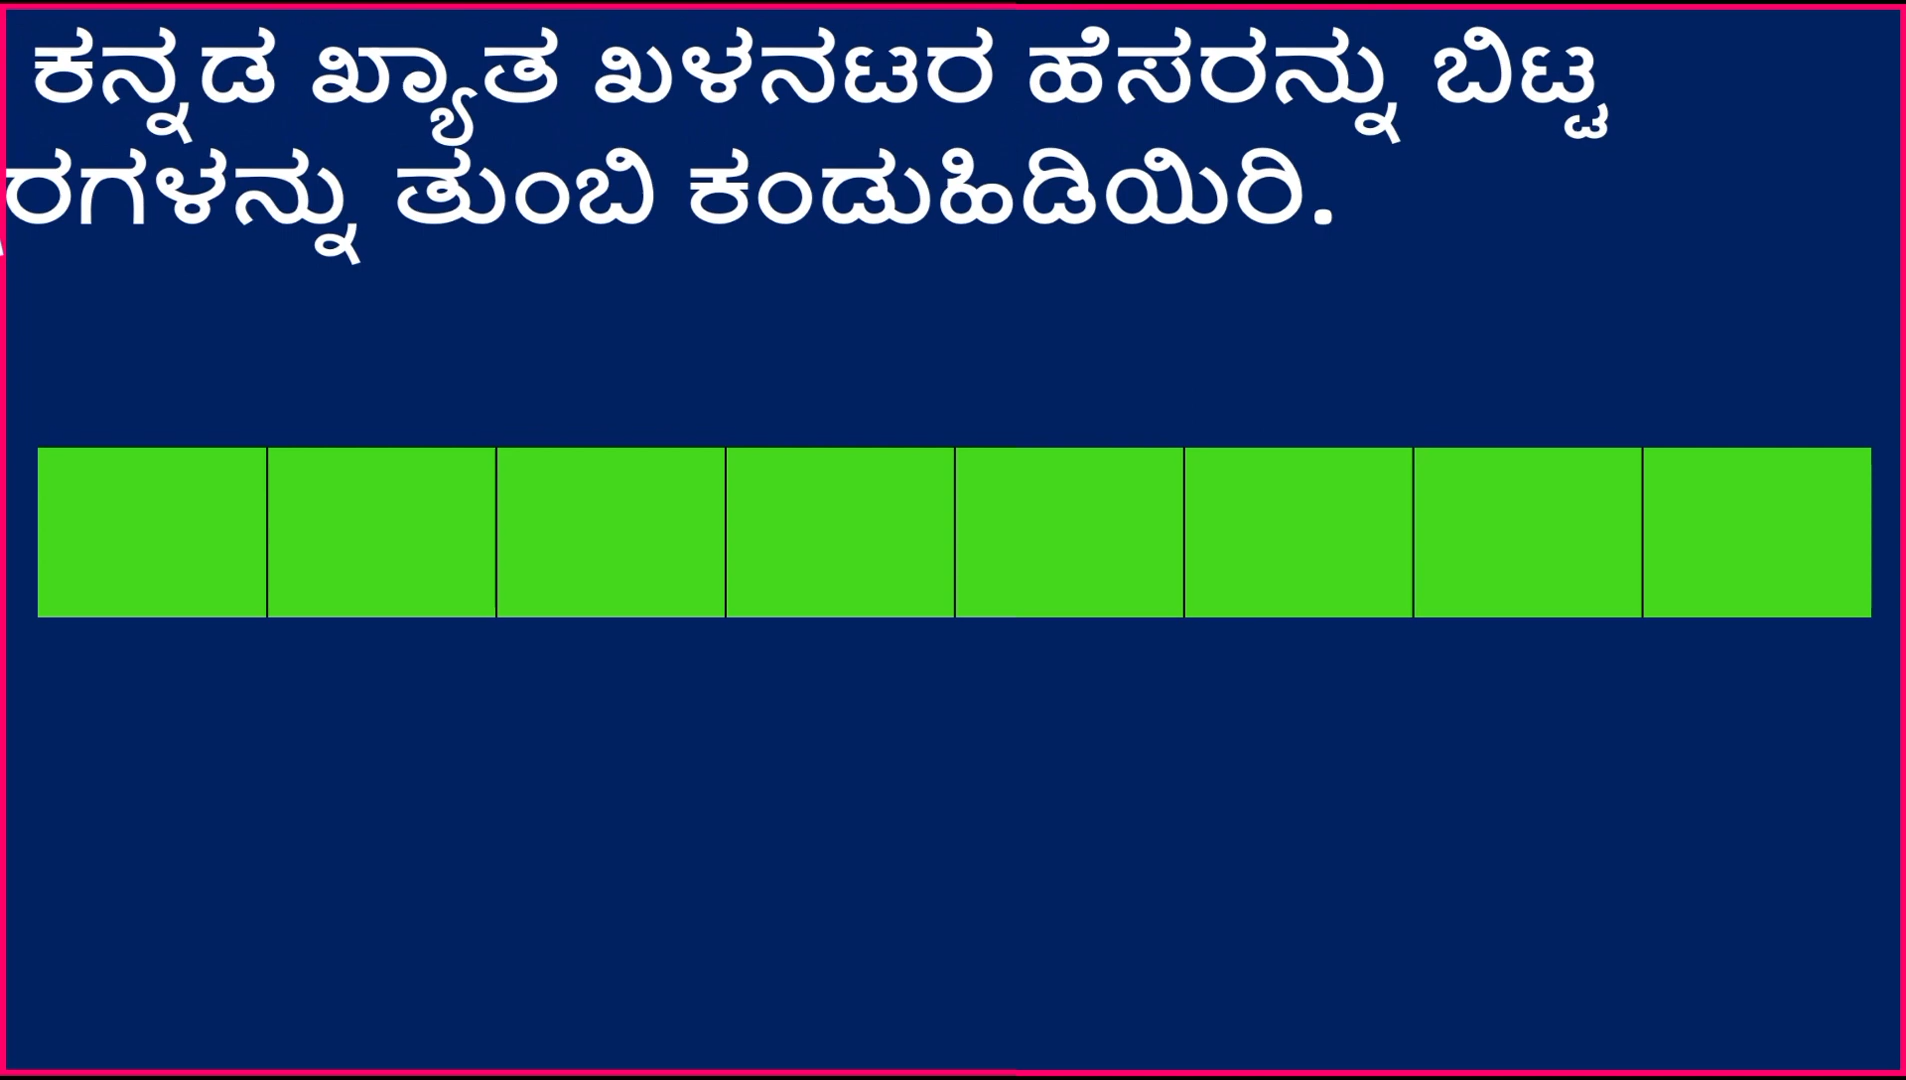 ಕನ್ನಡ ಖ್ಯಾತ ಖಳನಟರ ಹೆಸರನ್ನು ಬಿಟ್ಟ
ರಗಳನ್ನು ತುಂಬಿ ಕಂಡುಹಿಡಿಯಿರಿ.